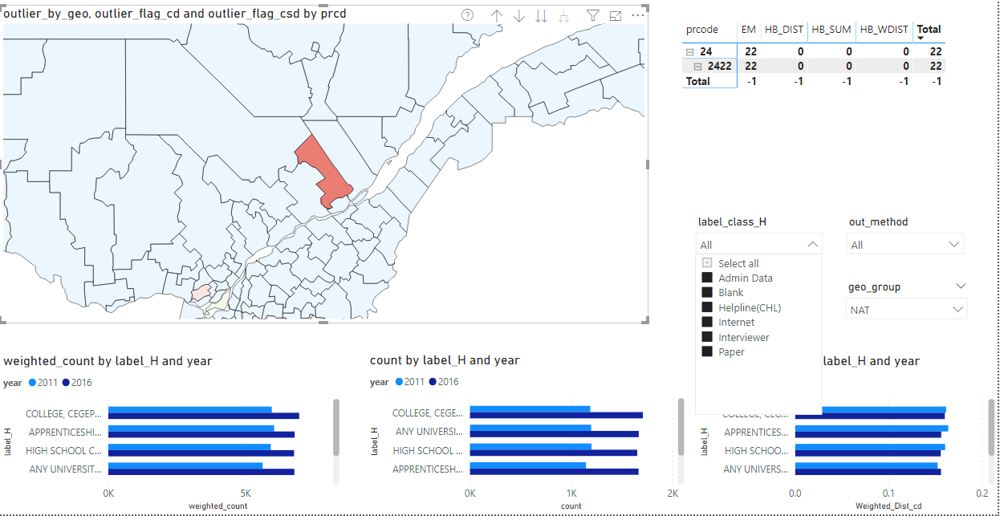 outlier_by_geo, outlier_flag_cd and outlier_flag_csd by prcd
prcode EM HB_DIST HB_SUM HB_WDIST Total
24 22 0 0 0 22
2422 22 0 0 0 22
Total -1 -1 -1 -1 -1
label_class_H
All
Select all
Admin Data
Blank
Helpline(CHL)
Internet
Interviewer
Paper
out_method
All
geo_group
NAT
weighted_count by label_H and year
year 2011 2016
label_H
COLLEGE, CEGEP...
APPRENTICESHI...
HIGH SCHOOL C...
ANY UNIVERSIT...
0K 5K
weighted_count
count by label_H and year
year 2011 2016
label_H
COLLEGE, CEGE...
ANY UNIVERSI...
HIGH SCHOOL ...
APPRENTICESH...
0K 1K 2K
count
label_H and year
label_H
COLLEGE, CEG...
APPRENTICES...
HIGH SCHOO...
ANY UNIVERS...
0.0 0.1 0.2
Weighted_Dist_cd